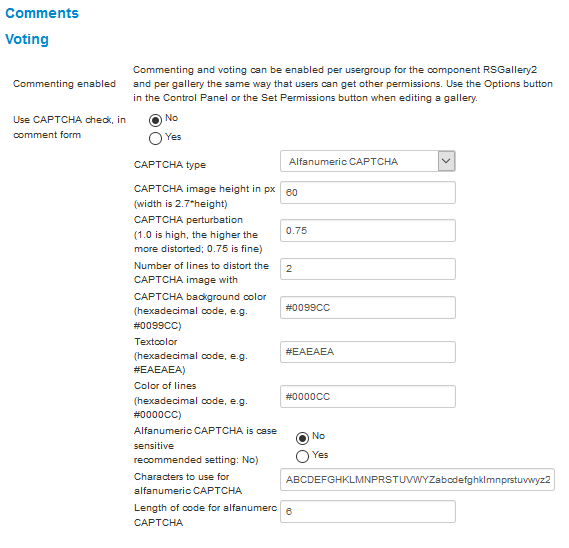 Comments
Voting
Commenting enabled
Commenting and voting can be enabled per usergroup for the component RSGallery2
and per gallery the same way that users can get other permissions. Use the Options button
in the Control Panel or the Set Permissions button when editing a gallery.
Use CAPTCHA check, in
comment form
No
Yes
CAPTCHA type
Alfanumeric CAPTCHA
CAPTCHA image height in px
(width is 2.7*height)
60
CAPTCHA perturbation
(1.0 is high, the higher the
more distorted; 0.75 is fine)
0.75
Number of lines to distort the
CAPTCHA image with
2
CAPTCHA background color
(hexadecimal code, e.g.
#0099CC)
#0099CC
Textcolor
(hexadecimal code, e.g.
#EAEAEA)
#EAEAEA
Color of lines
(hexadecimal code, e.g.
#0000CC)
#0000CC
Alfanumeric CAPTCHA is case
sensitive
recommended setting: No)
No
Yes
Characters to use for
alfanumeric CAPTCHA
ABCDEFGHKLMNPRSTUVWYZabcdefghklmnprstuvwyz2
Length of code for alfanumerc
CAPTCHA
6